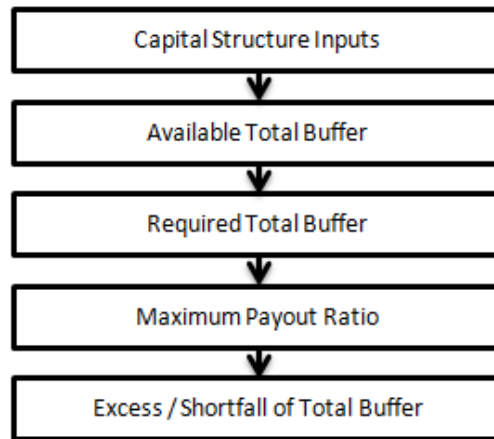 Capital Structure Inputs
Available Total Buffer
Required Total Buffer
Maximum Payout Ratio
Excess / Shortfall of Total Buffer